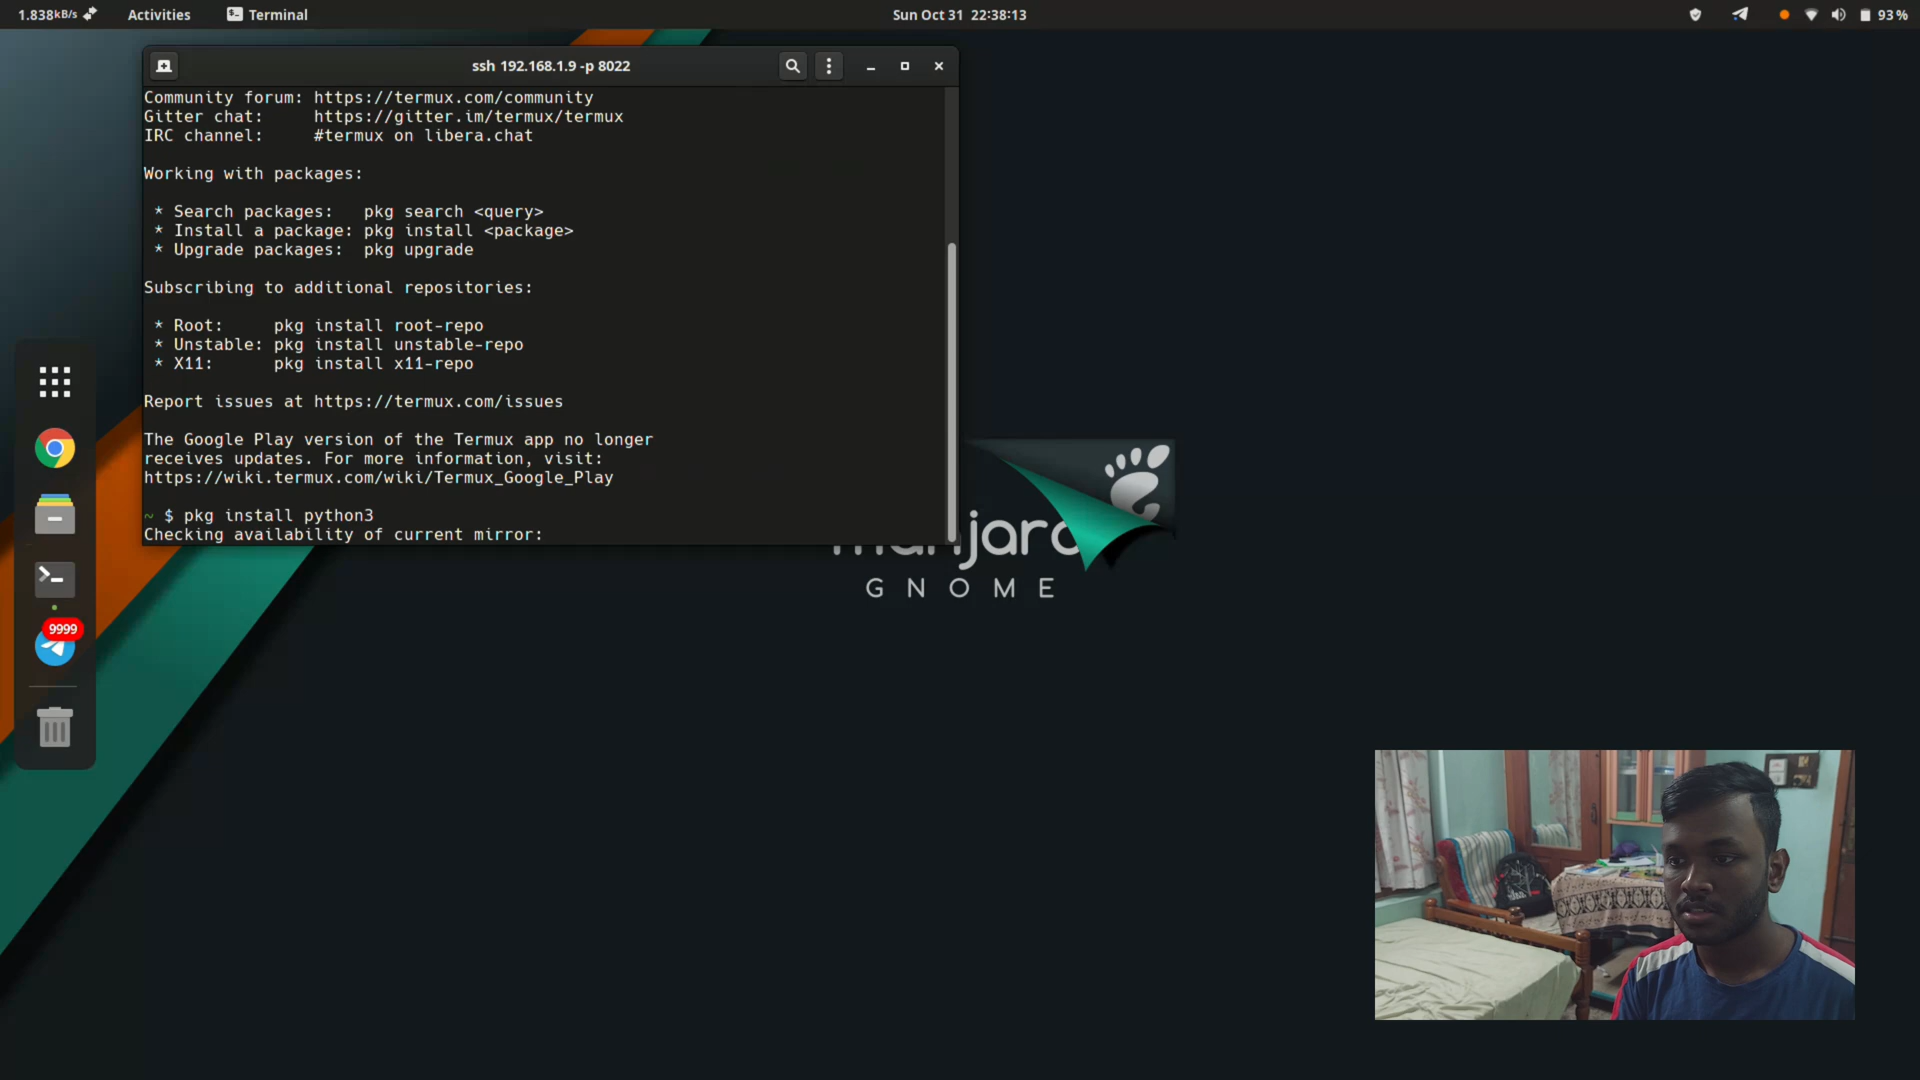 1.838kB/s
Activities
Terminal
Sun Oct 31 22:38:13
93 %
ssh 192.168.1.9 -p 8022
Community forum: https://termux.com/community
Gitter chat:     https://gitter.im/termux/termux
IRC channel:     #termux on libera.chat
Working with packages:
* Search packages:   pkg search <query>
* Install a package: pkg install <package>
* Upgrade packages:  pkg upgrade
Subscribing to additional repositories:
* Root:     pkg install root-repo
* Unstable: pkg install unstable-repo
* X11:      pkg install x11-repo
Report issues at https://termux.com/issues
The Google Play version of the Termux app no longer
receives updates. For more information, visit:
https://wiki.termux.com/wiki/Termux_Google_Play
~ $ pkg install python3
Checking availability of current mirror:
GNOME
9999